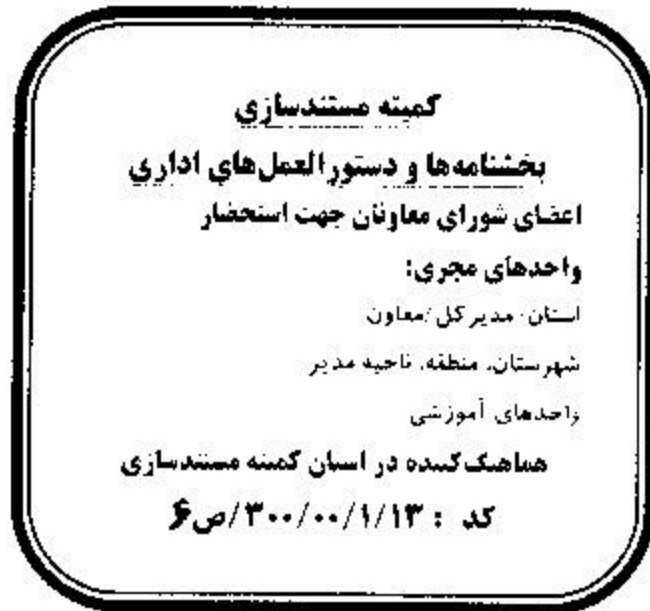 کمیته مستندسازی
بخشنامه‌ها و دستورالعمل‌های اداری
اعضای شورای معاونان جهت استحضار
واحدهای مجری:
استان: مدیر کل/معاون
شهرستان، منطقه، ناحیه مدیر
واحدهای آموزشی
هماهنگ‌کننده در استان کمیته مستندسازی
کد : ۳۰۰/۰۰/۱/۱۳/ص۶